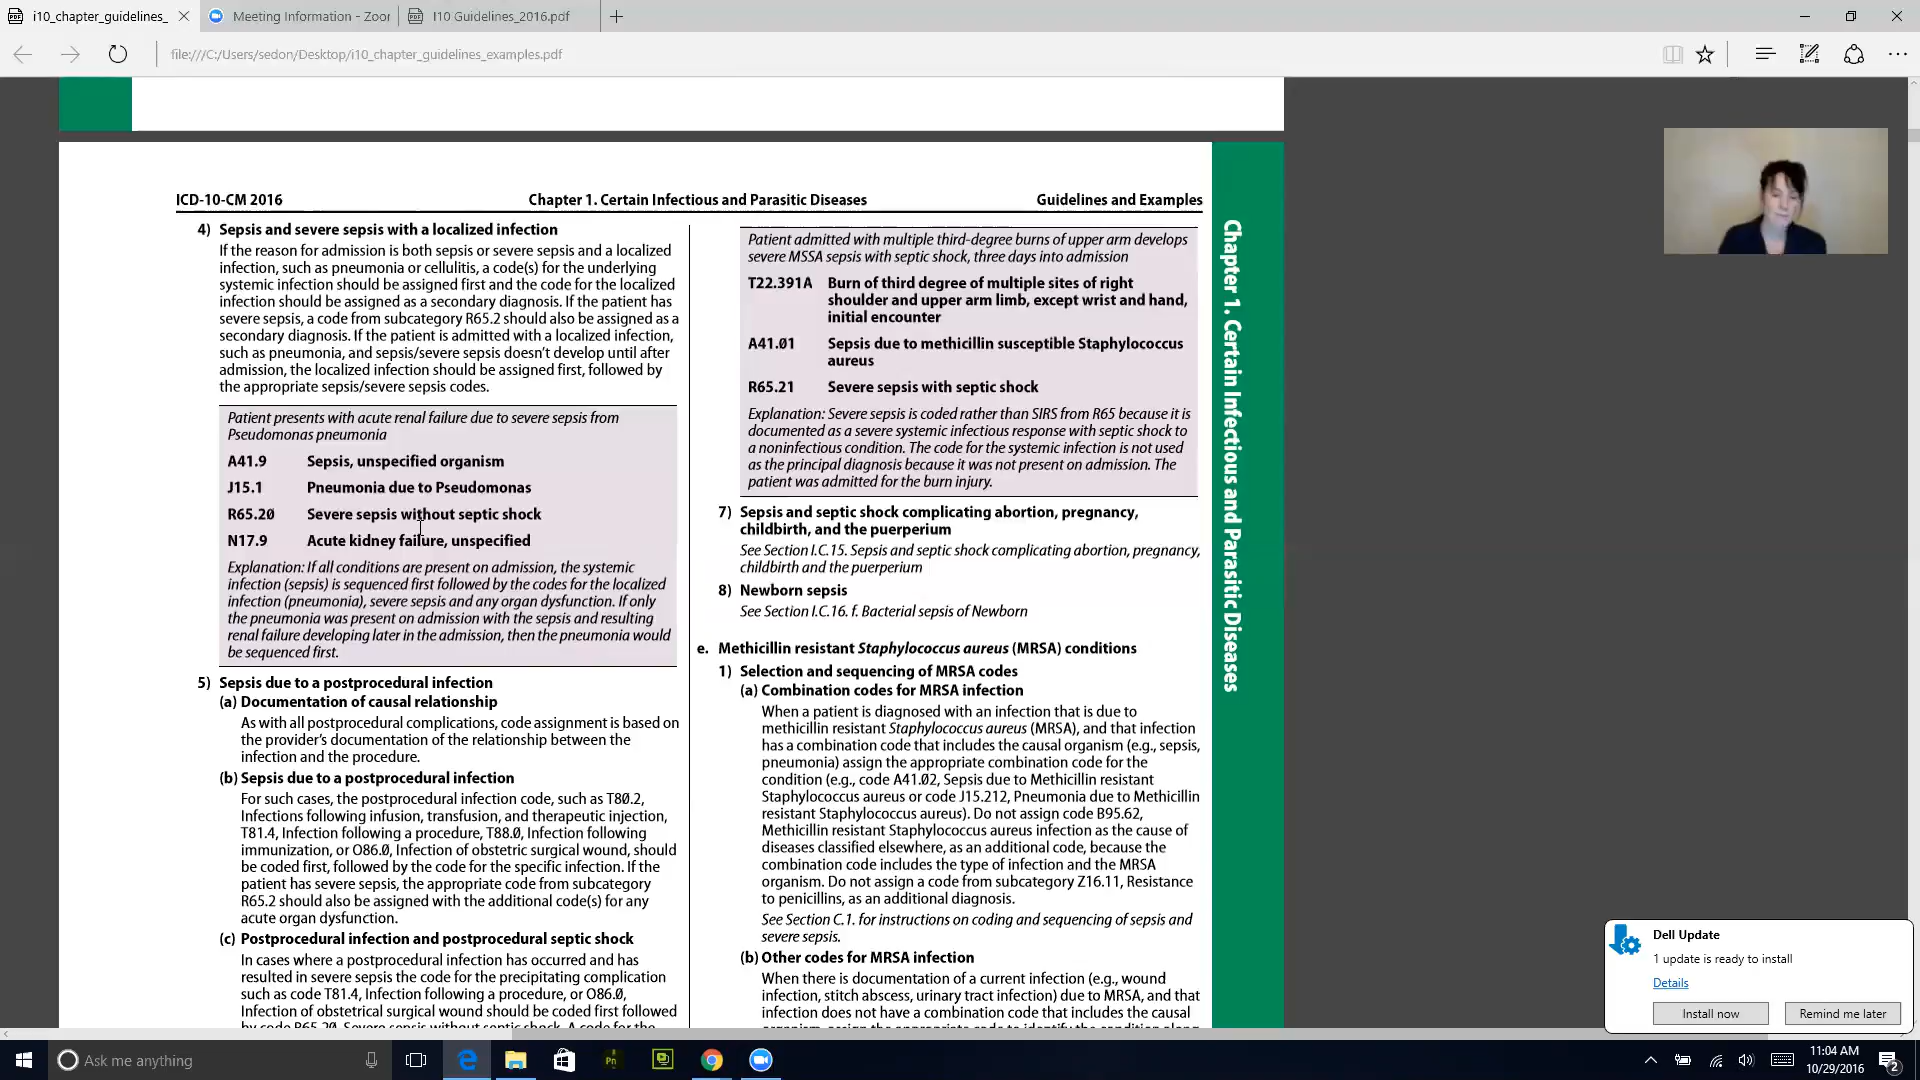 i10_chapter_guidelines_
Meeting Information - Zoor
I10 Guidelines_2016.pdf
file:///C:/Users/sedon/Desktop/i10_chapter_guidelines_examples.pdf
ICD-10-CM 2016
Chapter 1. Certain Infectious and Parasitic Diseases
Guidelines and Examples
4) Sepsis and severe sepsis with a localized infection
If the reason for admission is both sepsis or severe sepsis and a localized
infection, such as pneumonia or cellulitis, a code(s) for the underlying
systemic infection should be assigned first and the code for the localized
infection should be assigned as a secondary diagnosis. If the patient has
severe sepsis, a code from subcategory R65.2 should also be assigned as a
secondary diagnosis. If the patient is admitted with a localized infection,
such as pneumonia, and sepsis/severe sepsis doesn't develop until after
admission, the localized infection should be assigned first, followed by
the appropriate sepsis/severe sepsis codes.
Patient presents with acute renal failure due to severe sepsis from
Pseudomonas pneumonia
A41.9 Sepsis, unspecified organism
J15.1 Pneumonia due to Pseudomonas
R65.2Ø Severe sepsis without septic shock
N17.9 Acute kidney failure, unspecified
Explanation: If all conditions are present on admission, the systemic
infection (sepsis) is sequenced first followed by the codes for the localized
infection (pneumonia), severe sepsis and any organ dysfunction. If only
the pneumonia was present on admission with the sepsis and resulting
renal failure developing later in the admission, then the pneumonia would
be sequenced first.
5) Sepsis due to a postprocedural infection
(a) Documentation of causal relationship
As with all postprocedural complications, code assignment is based on
the provider's documentation of the relationship between the
infection and the procedure.
(b) Sepsis due to a postprocedural infection
For such cases, the postprocedural infection code, such as T8Ø.2,
Infections following infusion, transfusion, and therapeutic injection,
T81.4, Infection following a procedure, T88.Ø, Infection following
immunization, or O86.Ø, Infection of obstetric surgical wound, should
be coded first, followed by the code for the specific infection. If the
patient has severe sepsis, the appropriate code from subcategory
R65.2 should also be assigned with the additional code(s) for any
acute organ dysfunction.
(c) Postprocedural infection and postprocedural septic shock
In cases where a postprocedural infection has occurred and has
resulted in severe sepsis the code for the precipitating complication
such as code T81.4, Infection following a procedure, or O86.Ø,
Infection of obstetrical surgical wound should be coded first followed
by code R65.2Ø, Severe sepsis without septic shock. A code for the
Patient admitted with multiple third-degree burns of upper arm develops
severe MSSA sepsis with septic shock, three days into admission
T22.391A Burn of third degree of multiple sites of right
shoulder and upper arm limb, except wrist and hand,
initial encounter
A41.Ø1 Sepsis due to methicillin susceptible Staphylococcus
aureus
R65.21 Severe sepsis with septic shock
Explanation: Severe sepsis is coded rather than SIRS from R65 because it is
documented as a severe systemic infectious response with septic shock to
a noninfectious condition. The code for the systemic infection is not used
as the principal diagnosis because it was not present on admission. The
patient was admitted for the burn injury.
7) Sepsis and septic shock complicating abortion, pregnancy,
childbirth, and the puerperium
See Section I.C.15. Sepsis and septic shock complicating abortion, pregnancy,
childbirth and the puerperium
8) Newborn sepsis
See Section I.C.16. f. Bacterial sepsis of Newborn
e. Methicillin resistant Staphylococcus aureus (MRSA) conditions
1) Selection and sequencing of MRSA codes
(a) Combination codes for MRSA infection
When a patient is diagnosed with an infection that is due to
methicillin resistant Staphylococcus aureus (MRSA), and that infection
has a combination code that includes the causal organism (e.g., sepsis,
pneumonia) assign the appropriate combination code for the
condition (e.g., code A41.Ø2, Sepsis due to Methicillin resistant
Staphylococcus aureus or code J15.212, Pneumonia due to Methicillin
resistant Staphylococcus aureus). Do not assign code B95.62,
Methicillin resistant Staphylococcus aureus infection as the cause of
diseases classified elsewhere, as an additional code, because the
combination code includes the type of infection and the MRSA
organism. Do not assign a code from subcategory Z16.11, Resistance
to penicillins, as an additional diagnosis.
See Section C.1. for instructions on coding and sequencing of sepsis and
severe sepsis.
(b) Other codes for MRSA infection
When there is documentation of a current infection (e.g., wound
infection, stitch abscess, urinary tract infection) due to MRSA, and that
infection does not have a combination code that includes the causal
organism, assign the appropriate code to identify the condition along
Chapter 1. Certain Infectious and Parasitic Diseases
Dell Update
1 update is ready to install
Details
Install now
Remind me later
Ask me anything
Pn
11:04 AM
10/29/2016
2